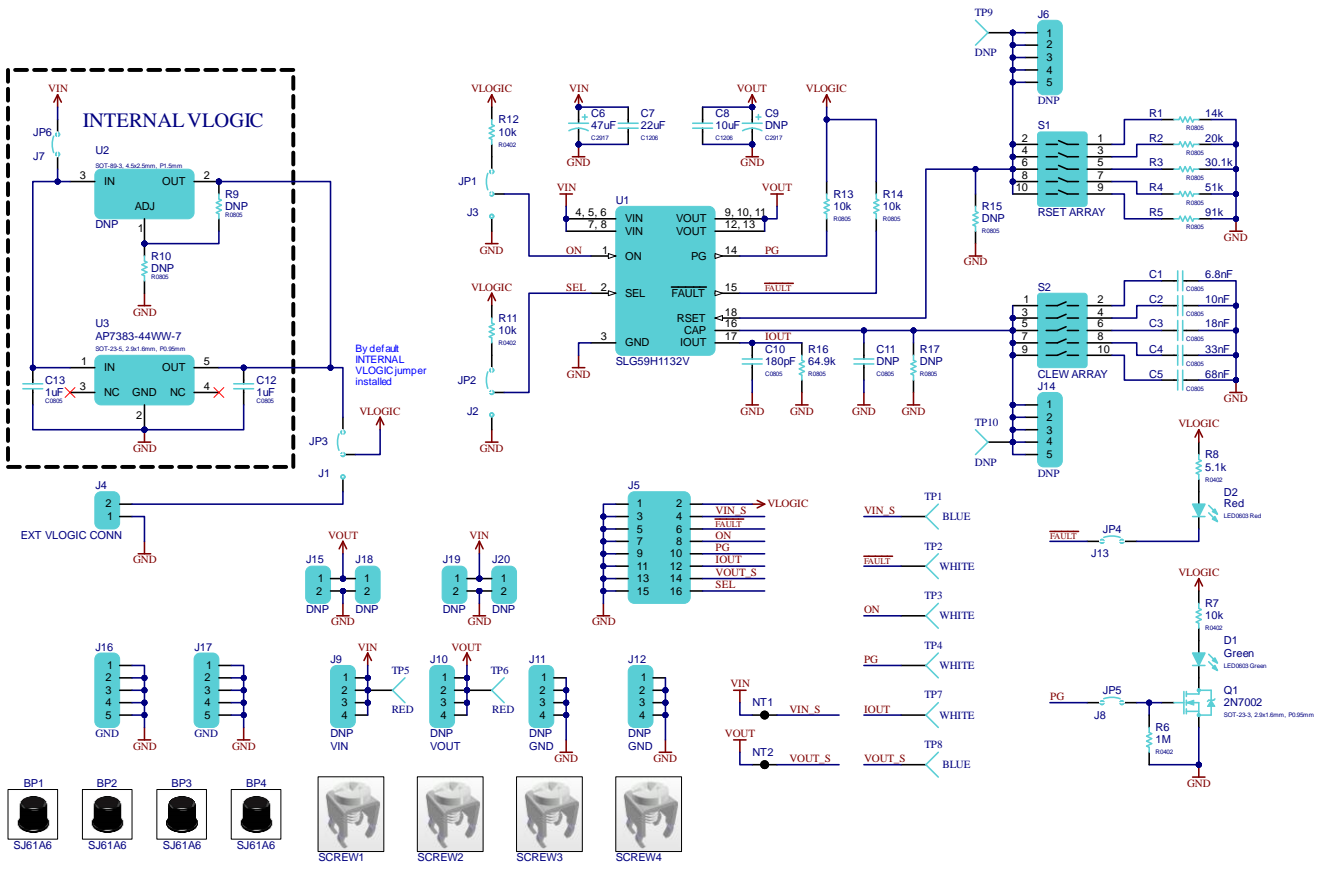 INTERNAL VLOGIC
VIN
JP6
J7
U2
SOT-89-3, 4.5x2.5mm, P1.5mm
3 IN OUT 2
ADJ
1
DNP
R9
DNP
R0805
R10
DNP
R0805
GND
U3
AP7383-44WW-7
SOT-23-5, 2.9x1.6mm, P0.95mm
1 IN OUT 5
3 NC GND NC 4
2
C13
1uF
C0805
C12
1uF
C0805
GND
By default
INTERNAL
VLOGIC jumper
installed
VLOGIC
JP3
J1
J4
2
1
EXT VLOGIC CONN
GND
VLOGIC
R12
10k
R0402
JP1
J3
GND
ON
VLOGIC
R11
10k
R0402
SEL
JP2
J2
GND
VIN
C6
47uF
C2917
C7
22uF
C1206
GND
VOUT
C8
10uF
C1206
C9
DNP
C2917
GND
VLOGIC
R13
10k
R0805
R14
10k
R0805
VIN
U1
VOUT
4, 5, 6 VIN VOUT 9, 10, 11
7, 8 VIN VOUT 12, 13
1 ON PG 14 PG
2 SEL FAULT 15 FAULT
RSET 18
CAP 16
3 GND IOUT 17 IOUT
SLG59H1132V
GND
C10
180pF
C0805
R16
64.9k
R0805
C11
DNP
C0805
R17
DNP
R0805
GND GND GND GND
TP9
DNP
J6
1
2
3
4
5
DNP
R15
DNP
R0805
GND
S1
2 1
4 3
6 5
8 7
10 9
RSET ARRAY
R1 14k
R0805
R2 20k
R0805
R3 30.1k
R0805
R4 51k
R0805
R5 91k
R0805
GND
S2
1 2
3 4
5 6
7 8
9 10
CLEW ARRAY
C1 6.8nF
C0805
C2 10nF
C0805
C3 18nF
C0805
C4 33nF
C0805
C5 68nF
C0805
GND
J14
1
2
3
4
5
DNP
TP10
DNP
VLOGIC
R8
5.1k
R0402
D2
Red
LED0603 Red
FAULT JP4
J13
VLOGIC
R7
10k
R0402
D1
Green
LED0603 Green
PG JP5
J8
Q1
2N7002
SOT-23-3, 2.9x1.6mm, P0.95mm
R6
1M
R0402
GND
J5
1 2 VLOGIC
3 4 VIN_S
5 6 FAULT
7 8 ON
9 10 PG
11 12 IOUT
13 14 VOUT_S
15 16 SEL
GND
VIN_S TP1 BLUE
FAULT TP2 WHITE
ON TP3 WHITE
PG TP4 WHITE
IOUT TP7 WHITE
VOUT_S TP8 BLUE
VIN
NT1
VIN_S
VOUT
NT2
VOUT_S
VOUT
J15 J18
1 1
2 2
DNP DNP
GND
VIN
J19 J20
1 1
2 2
DNP DNP
GND
J16
1
2
3
4
5
GND
J17
1
2
3
4
5
GND
J9
VIN
1
2
3
4
DNP
VIN
TP5
RED
J10
VOUT
1
2
3
4
DNP
VOUT
TP6
RED
J11
1
2
3
4
DNP
GND
GND
J12
1
2
3
4
DNP
GND
GND
BP1 BP2 BP3 BP4
SJ61A6 SJ61A6 SJ61A6 SJ61A6
SCREW1 SCREW2 SCREW3 SCREW4